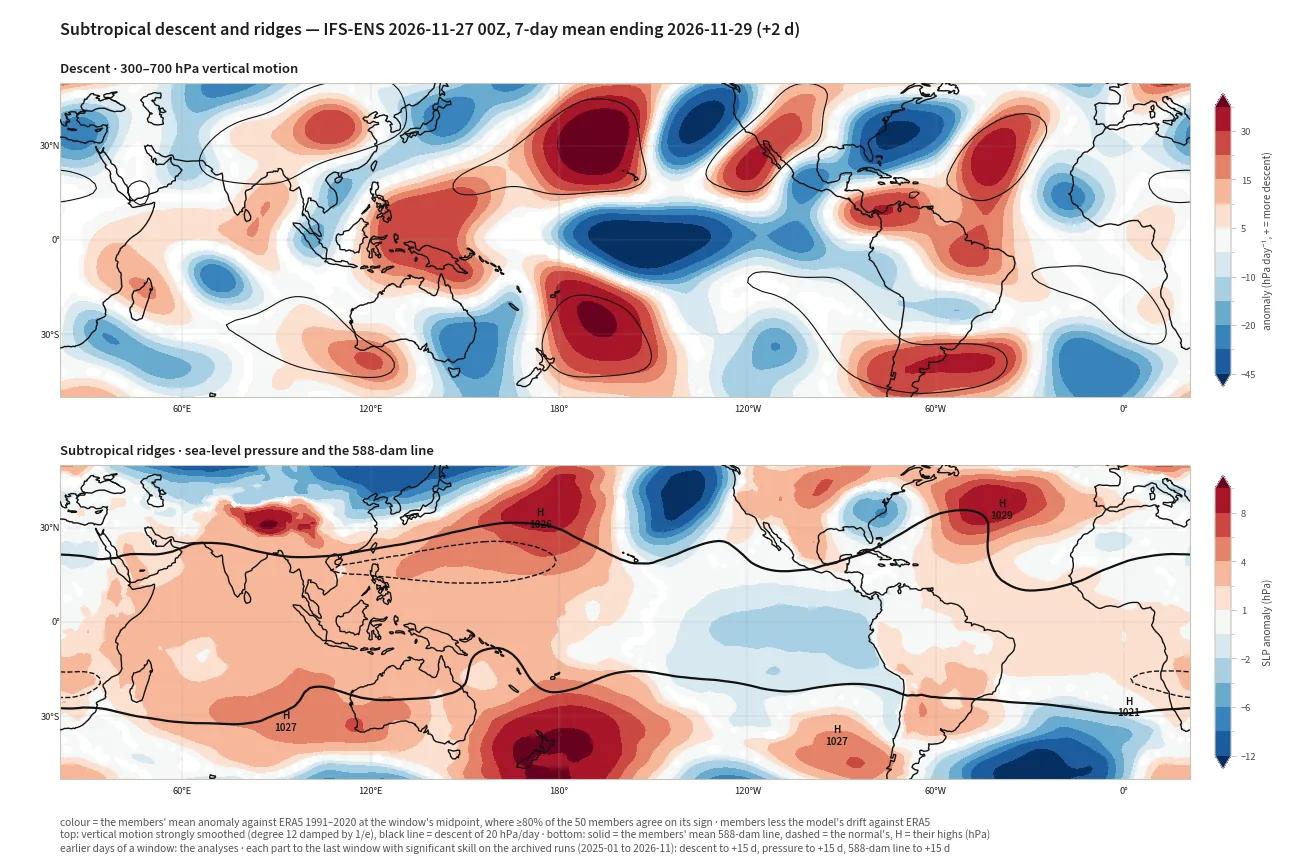 Subtropical descent and ridges — IFS-ENS 2026-11-27 00Z, 7-day mean ending 2026-11-29 (+2 d)
Descent · 300–700 hPa vertical motion
30°N
0°
30°S
60°E
120°E
180°
120°W
60°W
0°
30
15
5
−10
−20
−45
anomaly (hPa day⁻¹, + = more descent)
Subtropical ridges · sea-level pressure and the 588-dam line
H
1026
H
1029
H
1027
H
1027
H
1021
30°N
0°
30°S
60°E
120°E
180°
120°W
60°W
0°
8
4
1
−2
−6
−12
SLP anomaly (hPa)
colour = the members' mean anomaly against ERA5 1991–2020 at the window's midpoint, where ≥80% of the 50 members agree on its sign · members less the model's drift against ERA5
top: vertical motion strongly smoothed (degree 12 damped by 1/e), black line = descent of 20 hPa/day · bottom: solid = the members' mean 588-dam line, dashed = the normal's, H = their highs (hPa)
earlier days of a window: the analyses · each part to the last window with significant skill on the archived runs (2025-01 to 2026-11): descent to +15 d, pressure to +15 d, 588-dam line to +15 d